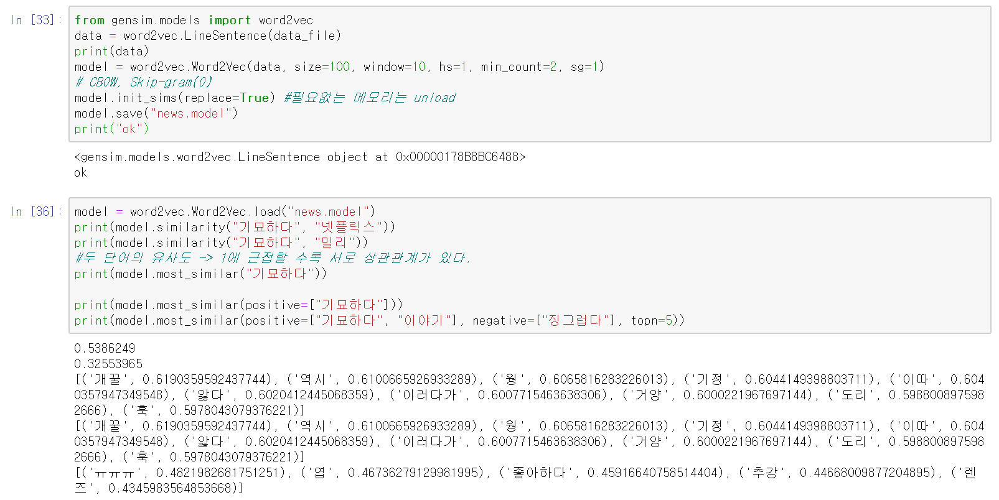 In [33]:
from gensim.models import word2vec
data = word2vec.LineSentence(data_file)
print(data)
model = word2vec.Word2Vec(data, size=100, window=10, hs=1, min_count=2, sg=1)
# CBOW, Skip-gram(0)
model.init_sims(replace=True) #필요없는 메모리는 unload
model.save("news.model")
print("ok")
<gensim.models.word2vec.LineSentence object at 0x00000178B8BC6488>
ok
In [36]:
model = word2vec.Word2Vec.load("news.model")
print(model.similarity("기묘하다", "넷플릭스"))
print(model.similarity("기묘하다", "밀리"))
#두 단어의 유사도 -> 1에 근접할 수록 서로 상관관계가 있다.
print(model.most_similar("기묘하다"))
print(model.most_similar(positive=["기묘하다"]))
print(model.most_similar(positive=["기묘하다", "이야기"], negative=["징그럽다"], topn=5))
0.5386249
0.32553965
[('개꿀', 0.6190359592437744), ('역시', 0.6100665926933289), ('웡', 0.6065816283226013), ('기정', 0.6044149398803711), ('이따', 0.604
0357947349548), ('앓다', 0.6020412445068359), ('이러다가', 0.6007715463638306), ('거양', 0.6000221967697144), ('도리', 0.598800897598
2666), ('훅', 0.5978043079376221)]
[('개꿀', 0.6190359592437744), ('역시', 0.6100665926933289), ('웡', 0.6065816283226013), ('기정', 0.6044149398803711), ('이따', 0.604
0357947349548), ('앓다', 0.6020412445068359), ('이러다가', 0.6007715463638306), ('거양', 0.6000221967697144), ('도리', 0.598800897598
2666), ('훅', 0.5978043079376221)]
[('ㅠㅠㅠ', 0.4821982681751251), ('엽', 0.46736279129981995), ('좋아하다', 0.45916640758514404), ('추강', 0.44668009877204895), ('렌
즈', 0.4345983564853668)]